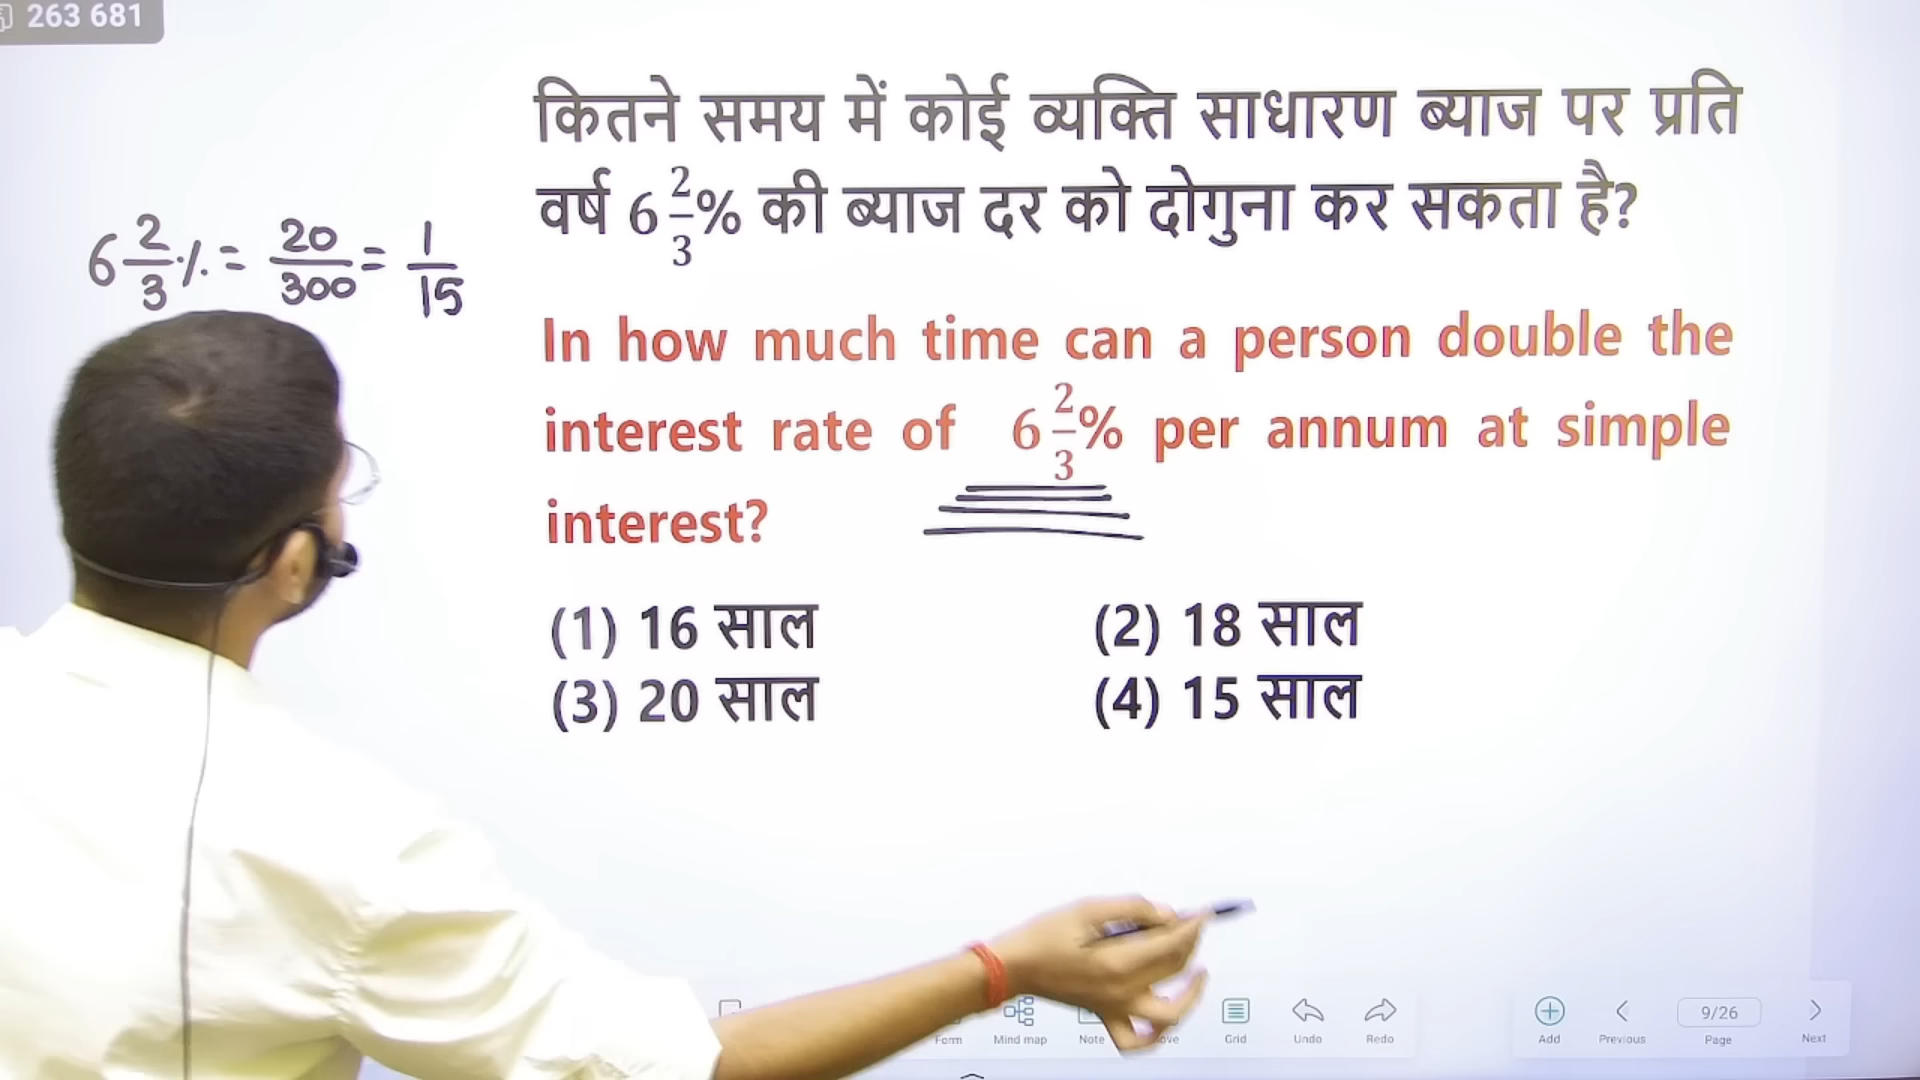 263 681
कितने समय में कोई व्यक्ति साधारण ब्याज पर प्रति
वर्ष 6 2/3% की ब्याज दर को दोगुना कर सकता है?
6 2/3 % = 20/300 = 1/15
In how much time can a person double the
interest rate of 6 2/3% per annum at simple
interest?
(1) 16 साल (2) 18 साल
(3) 20 साल (4) 15 साल
Form Mind map Note Grid Undo Redo Add Previous Page Next
9/26